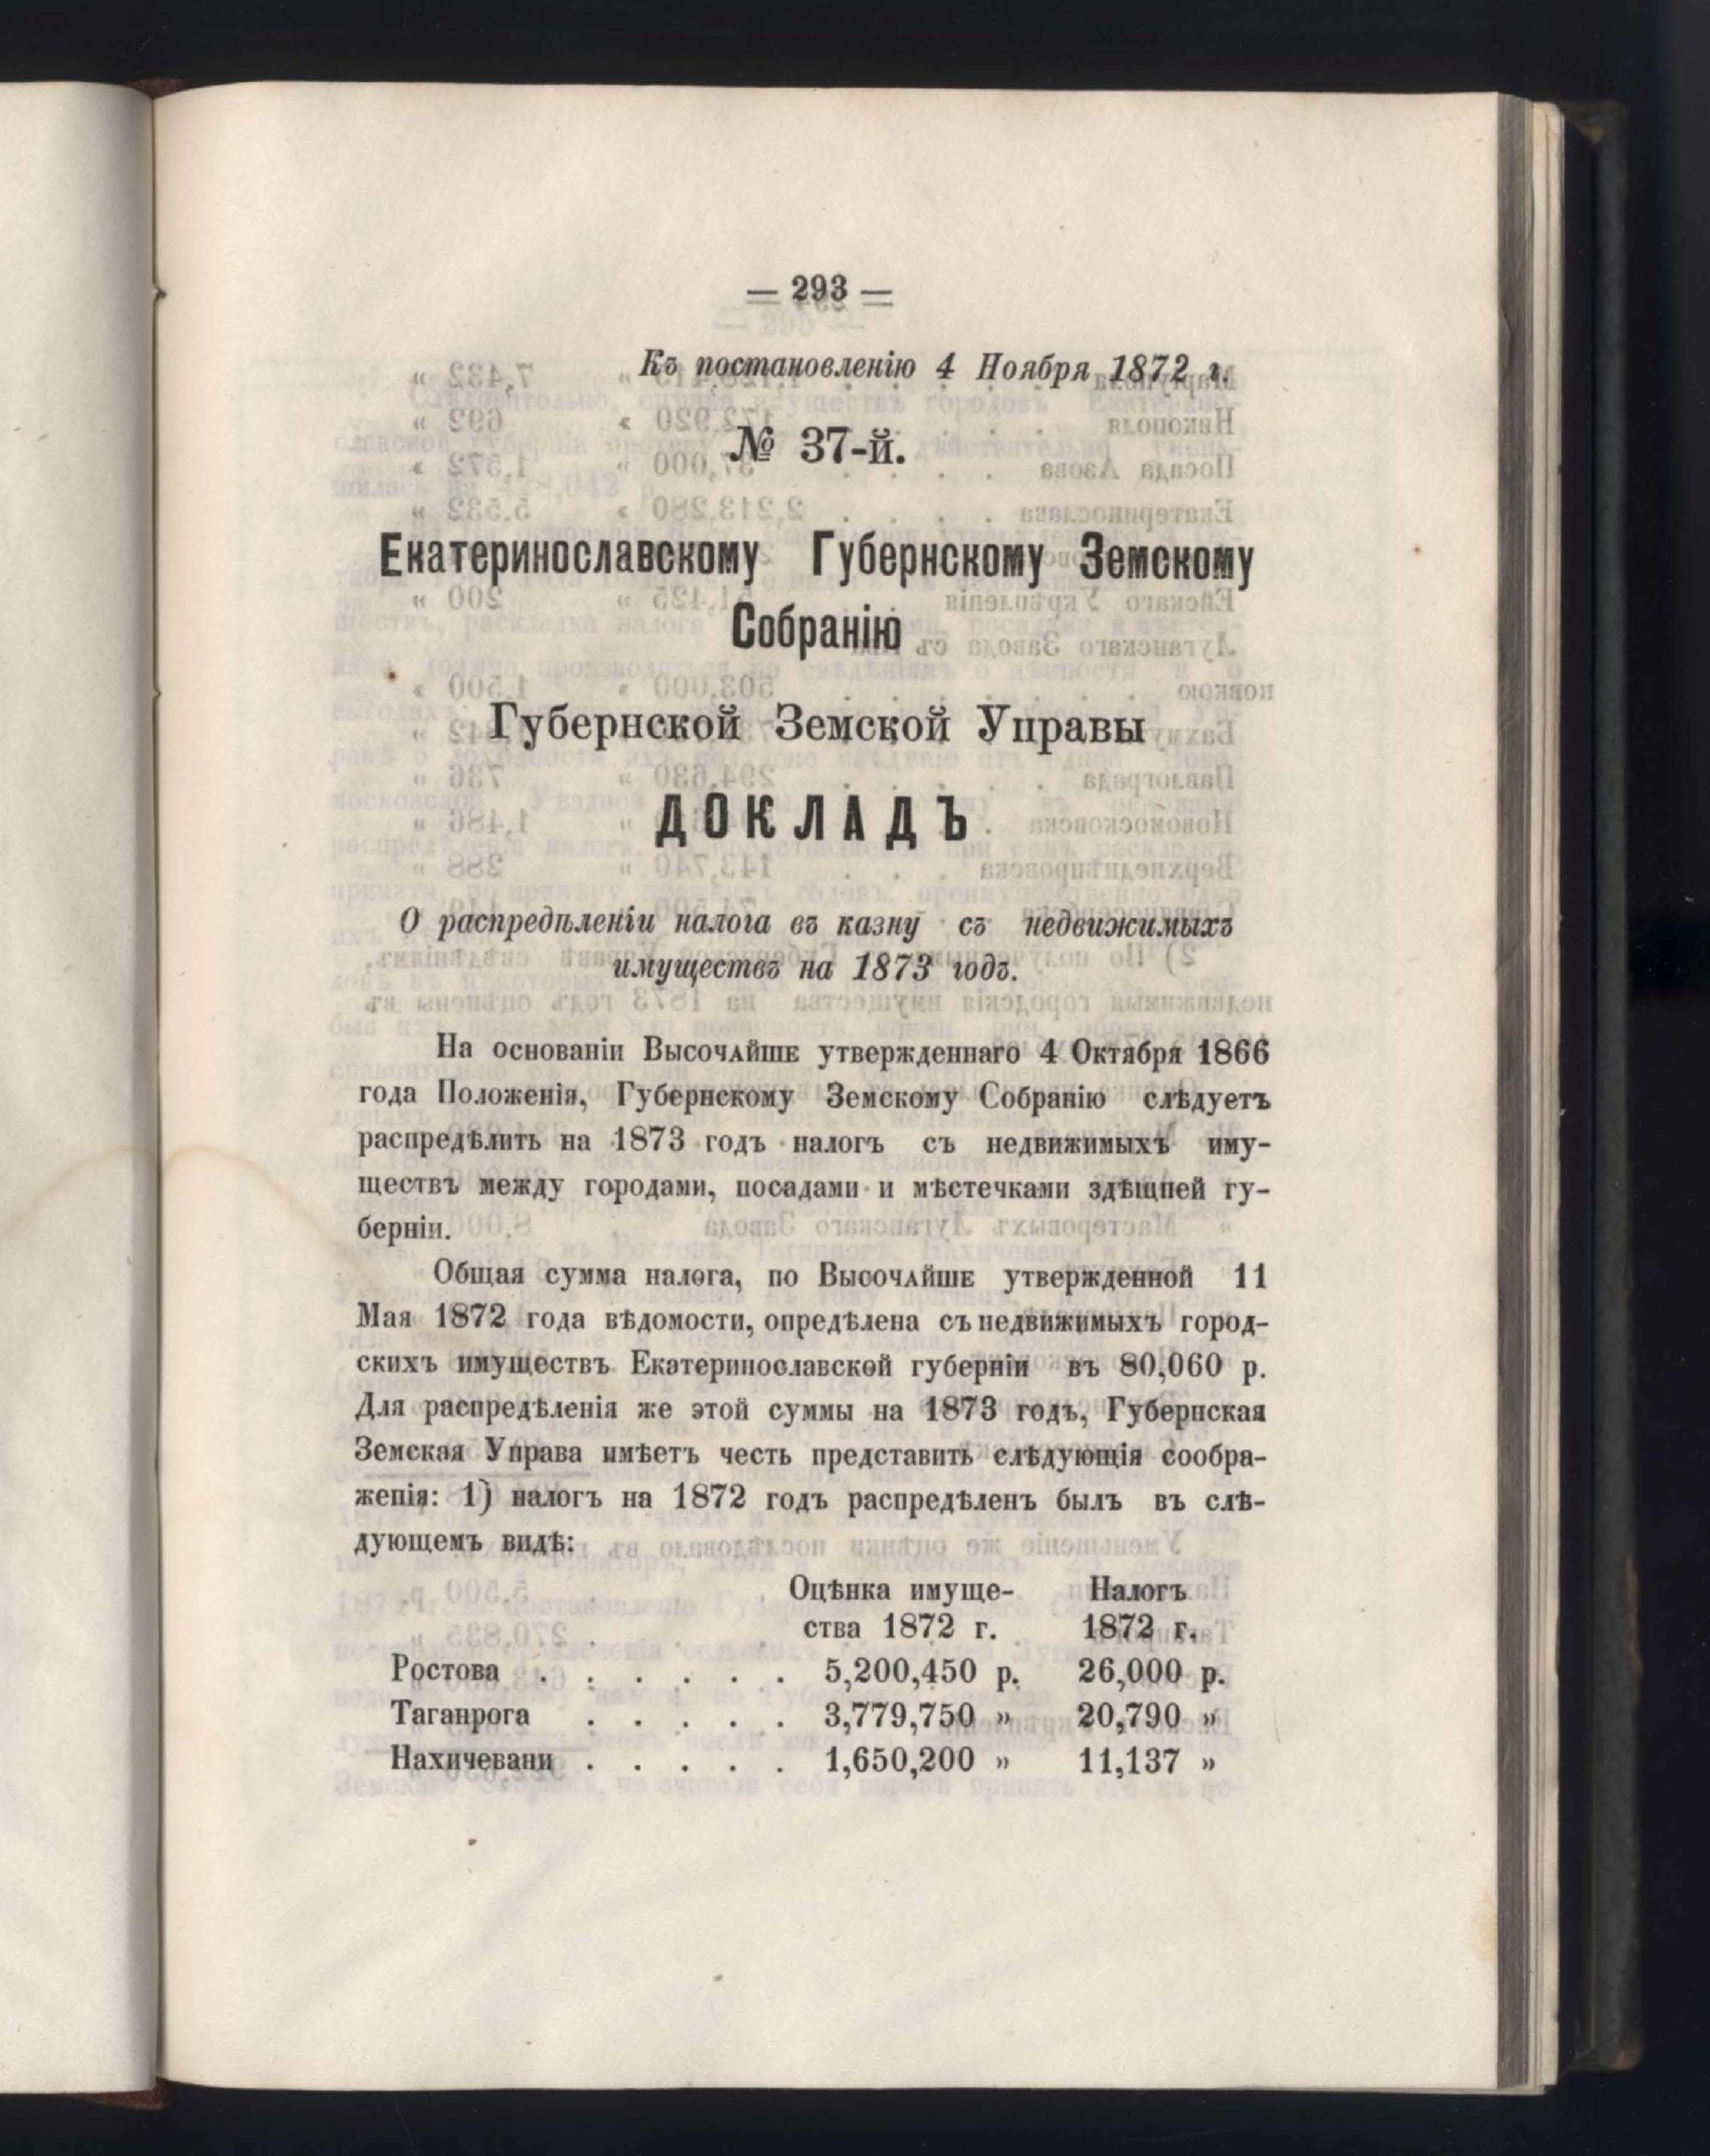 — 293 —
Къ постановленію 4 Ноября 1872 г.
№ 37-й.
Екатеринославскому Губернскому Земскому
Собранію
Губернской Земской Управы
ДОКЛАДЪ
О распредѣленіи налога въ казну съ недвижимыхъ
имуществъ на 1873 годъ.
На основаніи Высочайше утвержденнаго 4 Октября 1866
года Положенія, Губернскому Земскому Собранію слѣдуетъ
распредѣлить на 1873 годъ налогъ съ недвижимыхъ иму-
ществъ между городами, посадами и мѣстечками здѣшней гу-
берніи.
Общая сумма налога, по Высочайше утвержденной 11
Мая 1872 года вѣдомости, опредѣлена съ недвижимыхъ город-
скихъ имуществъ Екатеринославской губерніи въ 80,060 р.
Для распредѣленія же этой суммы на 1873 годъ, Губернская
Земская Управа имѣетъ честь представить слѣдующія сообра-
женія: 1) налогъ на 1872 годъ распредѣленъ былъ въ слѣ-
дующемъ видѣ:
Оцѣнка имуще- Налогъ
ства 1872 г. 1872 г.
Ростова . . . . . . 5,200,450 р. 26,000 р.
Таганрога . . . . . 3,779,750 » 20,790 »
Нахичевани . . . . . 1,650,200 » 11,137 »